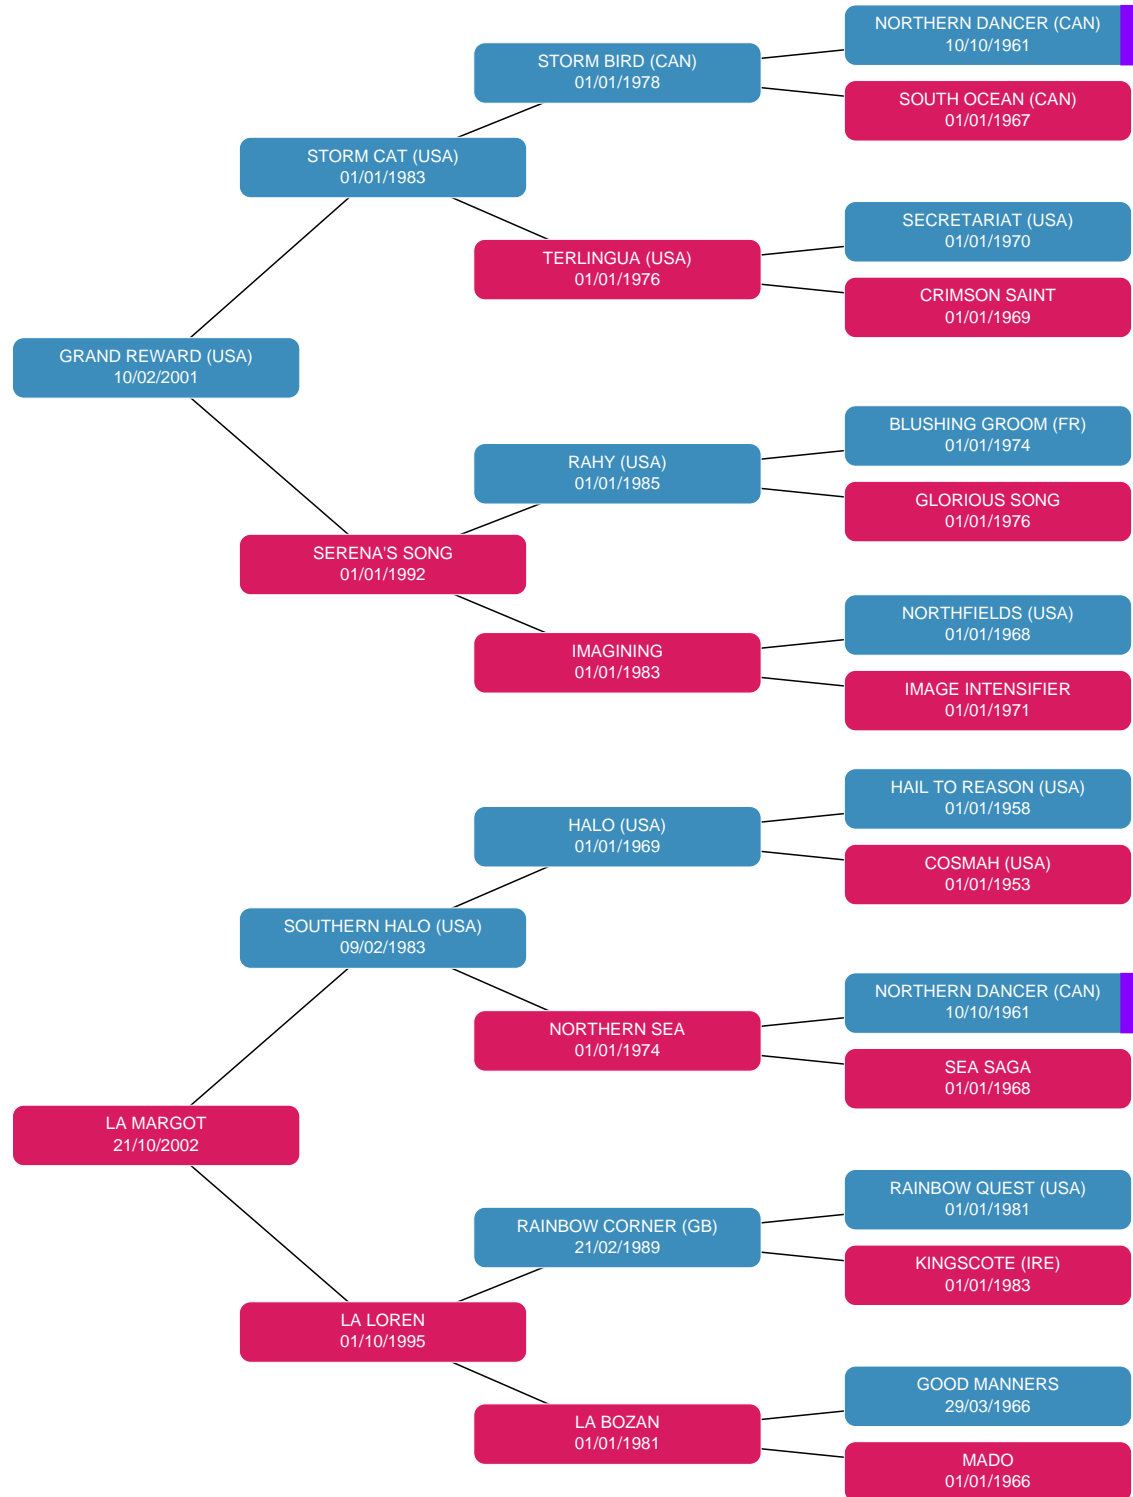 NORTHERN DANCER (CAN)
10/10/1961
STORM BIRD (CAN)
01/01/1978
SOUTH OCEAN (CAN)
01/01/1967
STORM CAT (USA)
01/01/1983
SECRETARIAT (USA)
01/01/1970
TERLINGUA (USA)
01/01/1976
CRIMSON SAINT
01/01/1969
GRAND REWARD (USA)
10/02/2001
BLUSHING GROOM (FR)
01/01/1974
RAHY (USA)
01/01/1985
GLORIOUS SONG
01/01/1976
SERENA'S SONG
01/01/1992
NORTHFIELDS (USA)
01/01/1968
IMAGINING
01/01/1983
IMAGE INTENSIFIER
01/01/1971
HAIL TO REASON (USA)
01/01/1958
HALO (USA)
01/01/1969
COSMAH (USA)
01/01/1953
SOUTHERN HALO (USA)
09/02/1983
NORTHERN DANCER (CAN)
10/10/1961
NORTHERN SEA
01/01/1974
SEA SAGA
01/01/1968
LA MARGOT
21/10/2002
RAINBOW QUEST (USA)
01/01/1981
RAINBOW CORNER (GB)
21/02/1989
KINGSCOTE (IRE)
01/01/1983
LA LOREN
01/10/1995
GOOD MANNERS
29/03/1966
LA BOZAN
01/01/1981
MADO
01/01/1966